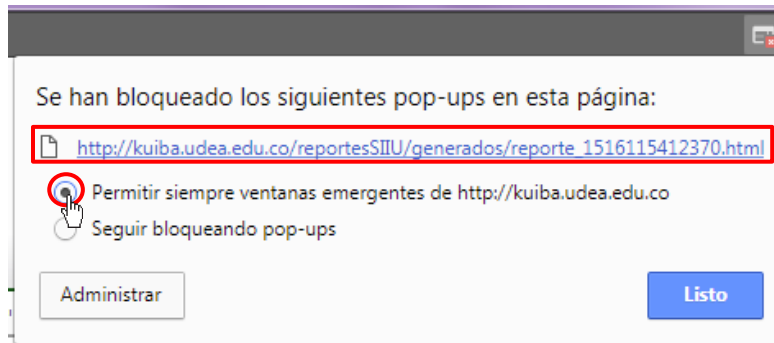 Se han bloqueado los siguientes pop-ups en esta página:
http://kuiba.udea.edu.co/reportesSIIU/generados/reporte_1516115412370.html
Permitir siempre ventanas emergentes de http://kuiba.udea.edu.co
Seguir bloqueando pop-ups
Administrar
Listo